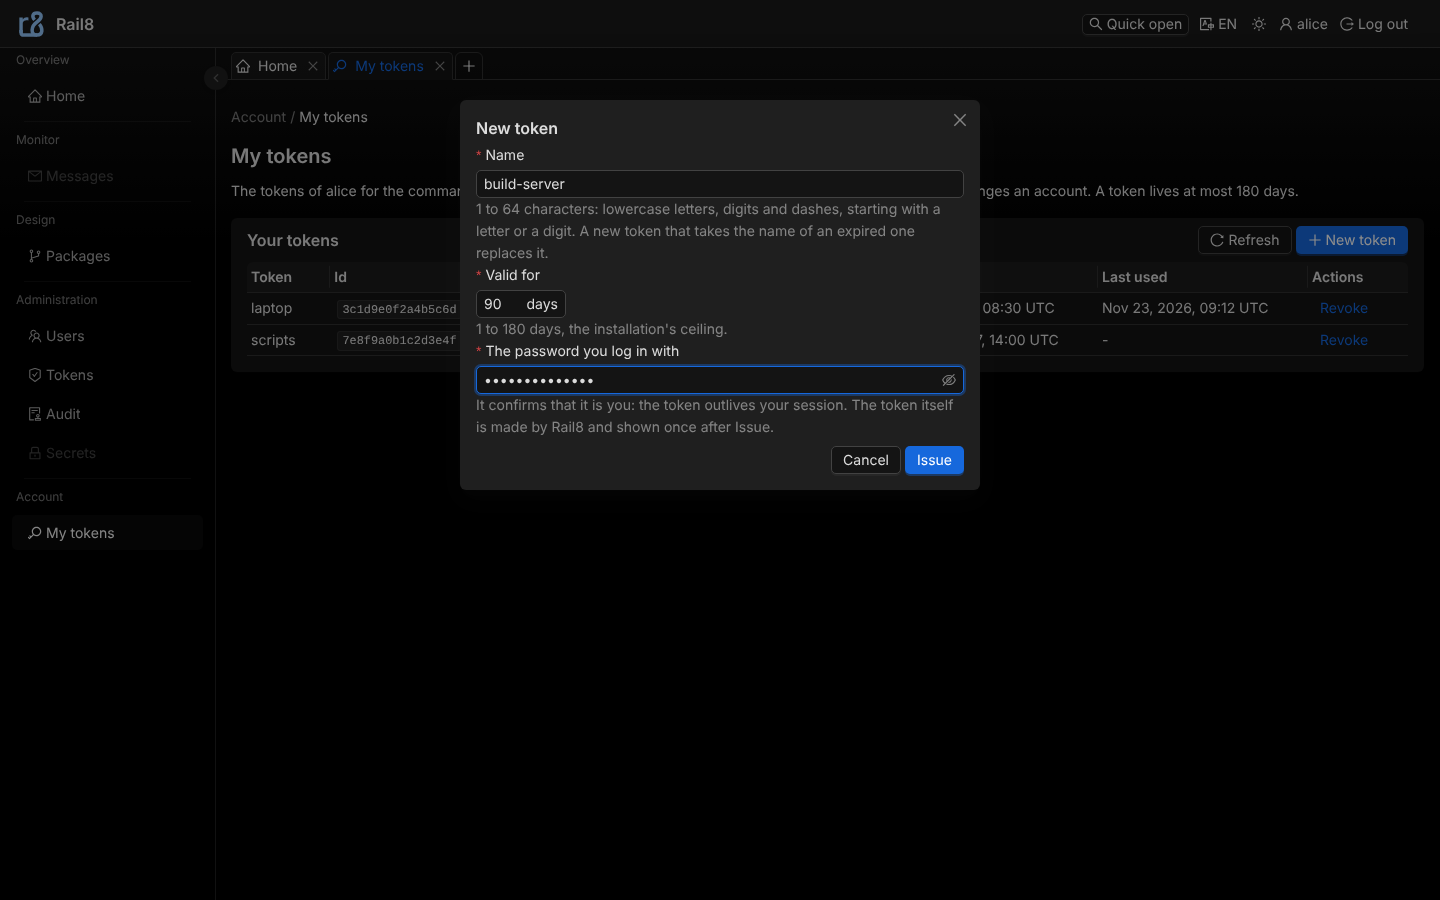 Rail8
Quick open
EN
alice
Log out
Overview
Home
Monitor
Messages
Design
Packages
Administration
Users
Tokens
Audit
Secrets
Account
My tokens
Home
My tokens
Account / My tokens
My tokens
The tokens of alice for the comman
nges an account. A token lives at most 180 days.
Your tokens
Refresh
New token
Token Id Last used Actions
laptop 3c1d9e0f2a4b5c6d 08:30 UTC Nov 23, 2026, 09:12 UTC Revoke
scripts 7e8f9a0b1c2d3e4f 14:00 UTC - Revoke
New token
* Name
build-server
1 to 64 characters: lowercase letters, digits and dashes, starting with a
letter or a digit. A new token that takes the name of an expired one
replaces it.
* Valid for
90 days
1 to 180 days, the installation's ceiling.
* The password you log in with
••••••••••••••
It confirms that it is you: the token outlives your session. The token itself
is made by Rail8 and shown once after Issue.
Cancel
Issue